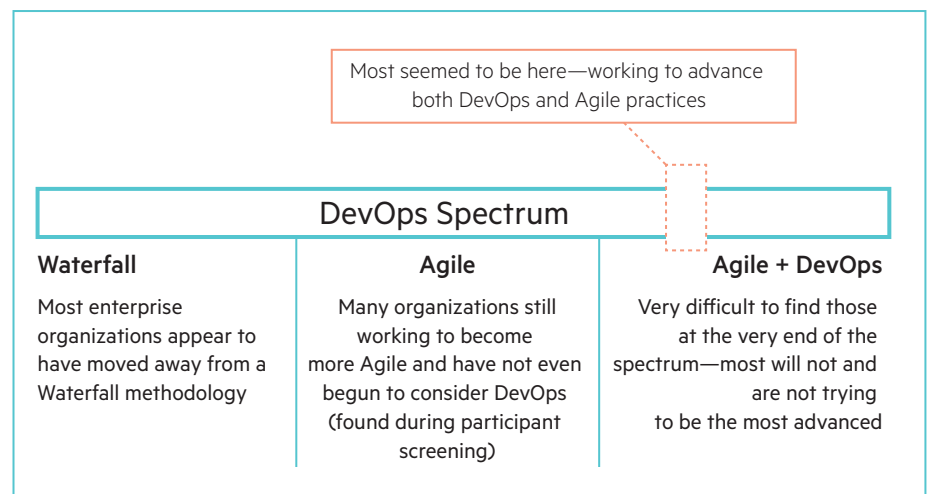 Most seemed to be here—working to advance
both DevOps and Agile practices
DevOps Spectrum
Waterfall
Most enterprise
organizations appear to
have moved away from a
Waterfall methodology
Agile
Many organizations still
working to become
more Agile and have not even
begun to consider DevOps
(found during participant
screening)
Agile + DevOps
Very difficult to find those
at the very end of the
spectrum—most will not and
are not trying
to be the most advanced